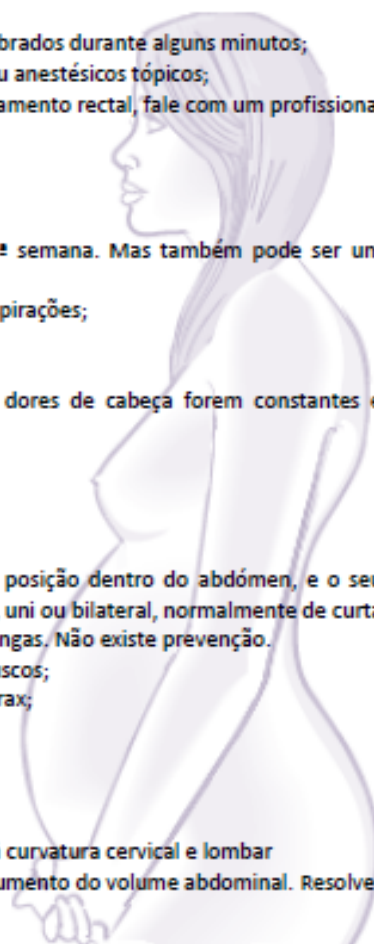 brados durante alguns minutos;
u anestésicos tópicos;
amento rectal, fale com um profissiona
ª semana. Mas também pode ser un
pirações;
dores de cabeça forem constantes e
posição dentro do abdómen, e o seu
uni ou bilateral, normalmente de curta
ngas. Não existe prevenção.
uscos;
rax;
curvatura cervical e lombar
umento do volume abdominal. Resolve